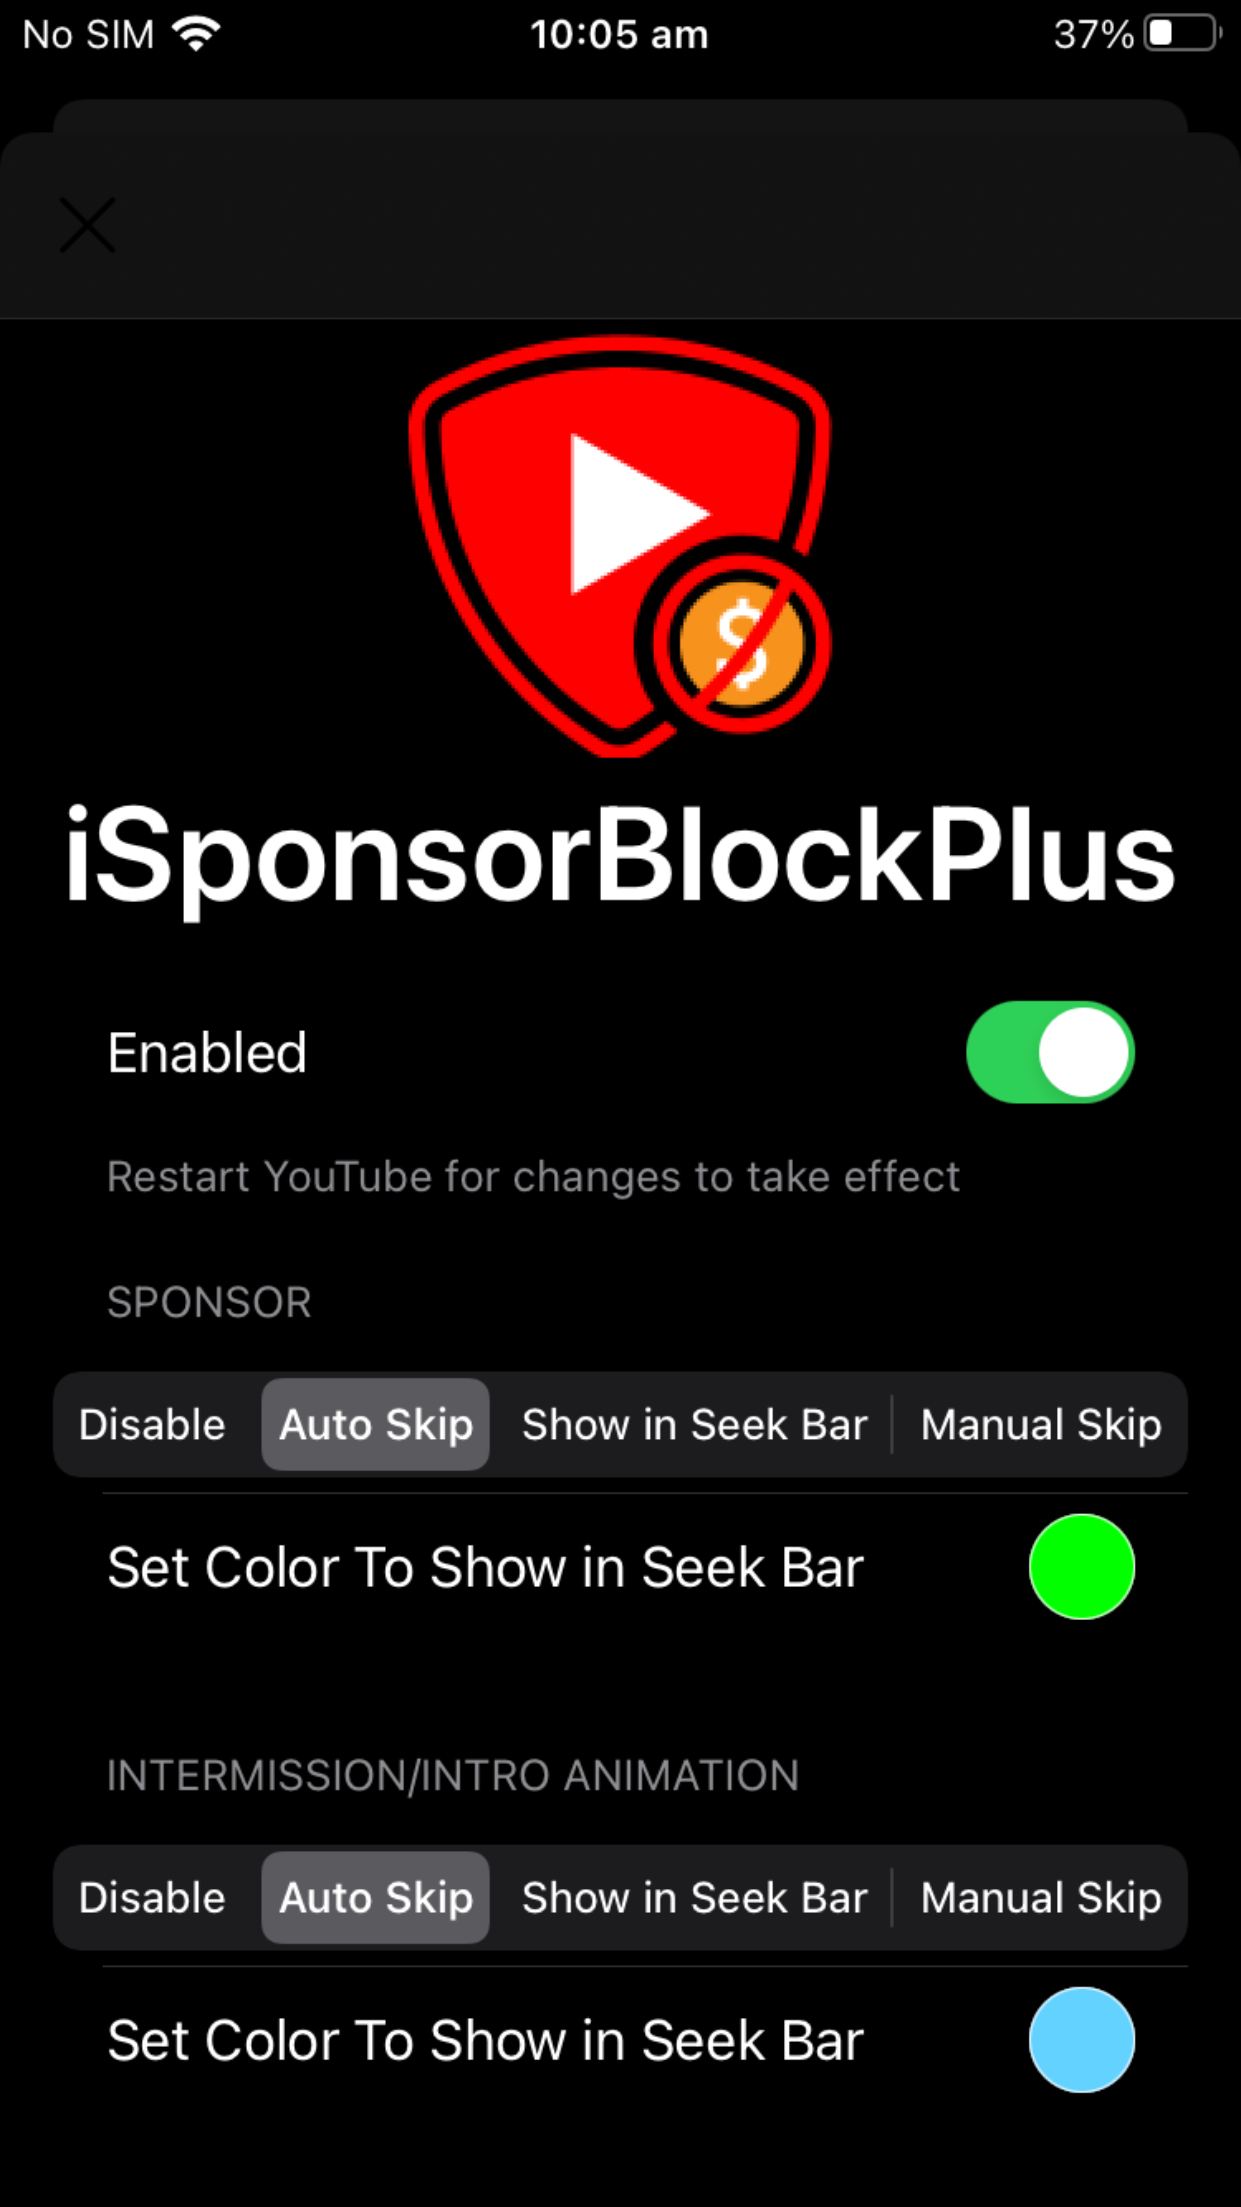 No SIM 10:05 am 37%
iSponsorBlockPlus
Enabled
Restart YouTube for changes to take effect
SPONSOR
Disable Auto Skip Show in Seek Bar Manual Skip
Set Color To Show in Seek Bar
INTERMISSION/INTRO ANIMATION
Disable Auto Skip Show in Seek Bar Manual Skip
Set Color To Show in Seek Bar